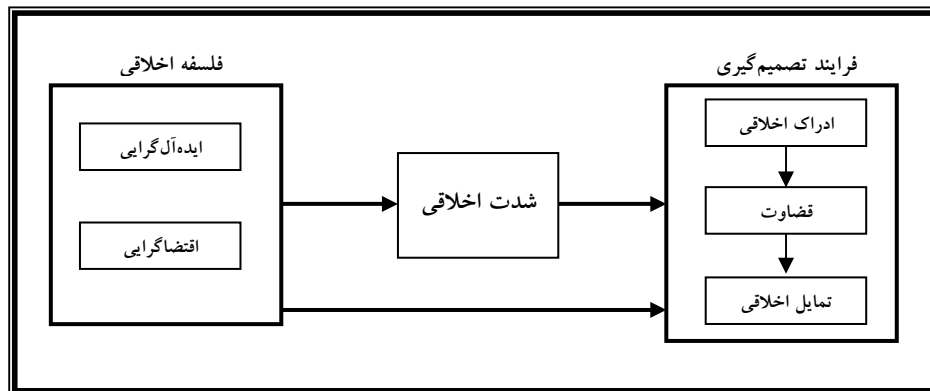 فرایند تصمیم‌گیری
ادراک اخلاقی
قضاوت
تمایل اخلاقی
شدت اخلاقی
فلسفه اخلاقی
ایده‌آل‌گرایی
اقتضاگرایی